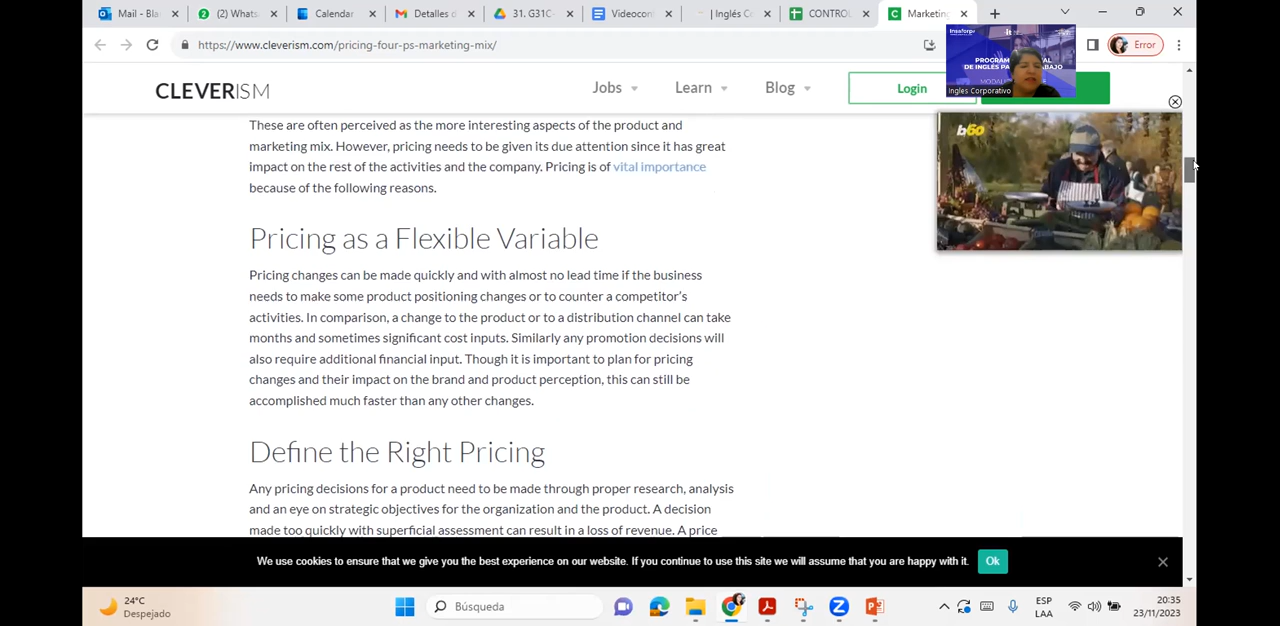 Mail - Bla
(2) Whats
Calendar
Detalles d
31. G31C-
Videocon
| Inglés C
CONTROL
Marketing
https://www.cleverism.com/pricing-four-ps-marketing-mix/
Error
PROGRAM
DE INGLÉS PA
Ingles Corporativo
CLEVERISM
Jobs
Learn
Blog
Login
These are often perceived as the more interesting aspects of the product and
marketing mix. However, pricing needs to be given its due attention since it has great
impact on the rest of the activities and the company. Pricing is of vital importance
because of the following reasons.
Pricing as a Flexible Variable
Pricing changes can be made quickly and with almost no lead time if the business
needs to make some product positioning changes or to counter a competitor's
activities. In comparison, a change to the product or to a distribution channel can take
months and sometimes significant cost inputs. Similarly any promotion decisions will
also require additional financial input. Though it is important to plan for pricing
changes and their impact on the brand and product perception, this can still be
accomplished much faster than any other changes.
Define the Right Pricing
Any pricing decisions for a product need to be made through proper research, analysis
and an eye on strategic objectives for the organization and the product. A decision
made too quickly with superficial assessment can result in a loss of revenue. A price
b60
We use cookies to ensure that we give you the best experience on our website. If you continue to use this site we will assume that you are happy with it.
Ok
24°C
Despejado
Búsqueda
ESP
LAA
20:35
23/11/2023